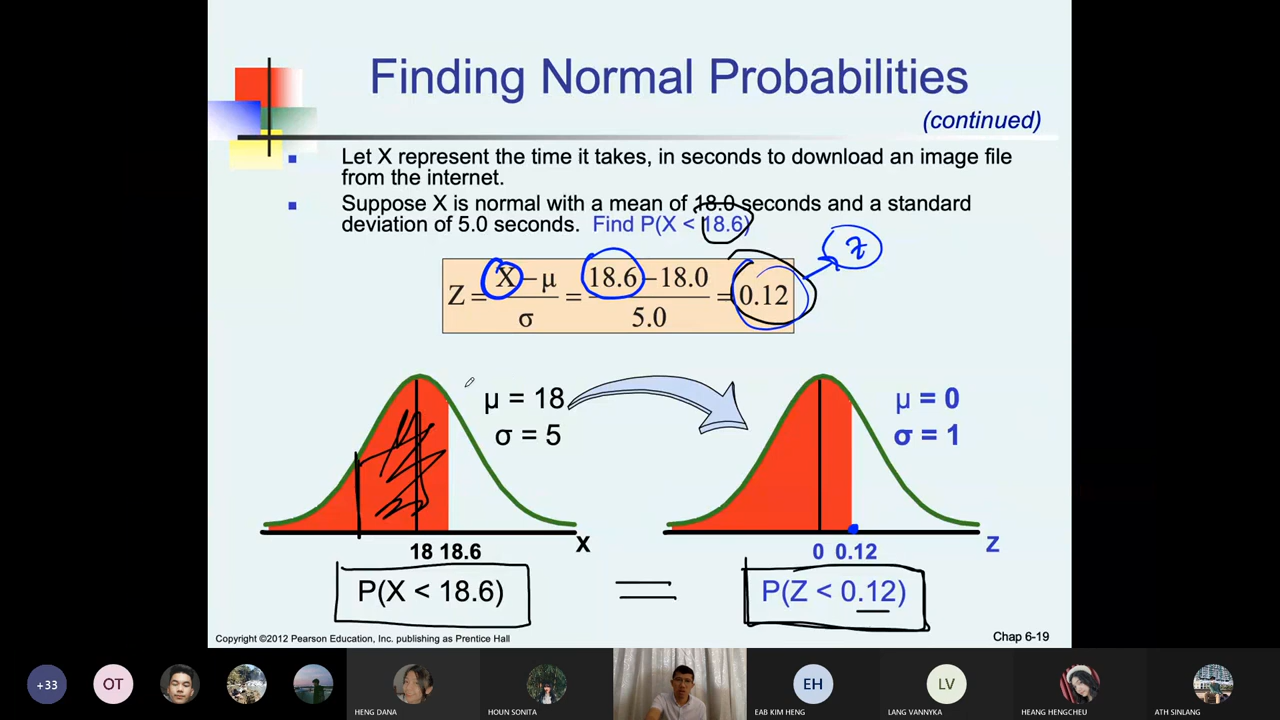 Finding Normal Probabilities
(continued)
Let X represent the time it takes, in seconds to download an image file
from the internet.
Suppose X is normal with a mean of 18.0 seconds and a standard
deviation of 5.0 seconds. Find P(X < 18.6)
Z = X − μ / σ = 18.6 − 18.0 / 5.0 = 0.12
z
μ = 18
σ = 5
μ = 0
σ = 1
18 18.6 X
0 0.12 Z
P(X < 18.6) = P(Z < 0.12)
Copyright ©2012 Pearson Education, Inc. publishing as Prentice Hall
Chap 6-19
+33
OT
EH
LV
HENG DANA
HOUN SONITA
EAB KIM HENG
LANG VANNYKA
HEANG HENGCHEU
ATH SINLANG